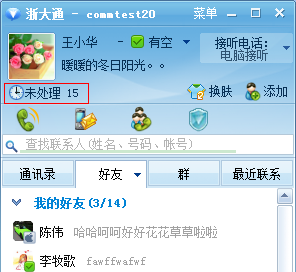 浙大通 - commtest20 菜单
王小华 - 有空
接听电话:
电脑接听
暖暖的冬日阳光。。
未处理 15 换肤 添加
查找联系人(姓名、号码、帐号)
通讯录 好友 群 最近联系
我的好友(3/14)
陈伟 哈哈呵呵好好花花草草啦啦
李牧歌 fawffwafwf